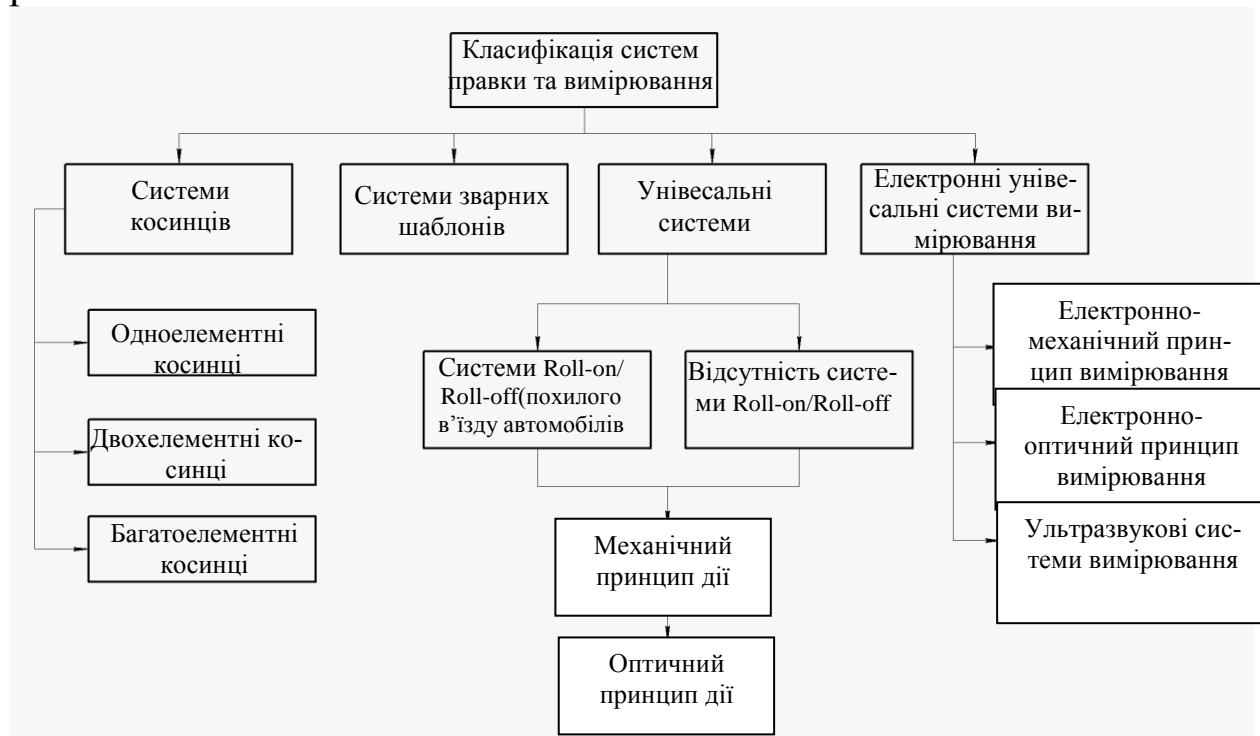 Класифікація систем
правки та вимірювання
Системи
косинців
Системи зварних
шаблонів
Унівесальні
системи
Електронні уніве-
сальні системи ви-
мірювання
Одноелементні
косинці
Двохелементні ко-
синці
Багатоелементні
косинці
Системи Roll-on/
Roll-off(похилого
в’їзду автомобілів
Відсутність систе-
ми Roll-on/Roll-off
Механічний
принцип дії
Оптичний
принцип дії
Електронно-
механічний прин-
цип вимірювання
Електронно-
оптичний принцип
вимірювання
Ультразвукові сис-
теми вимірювання